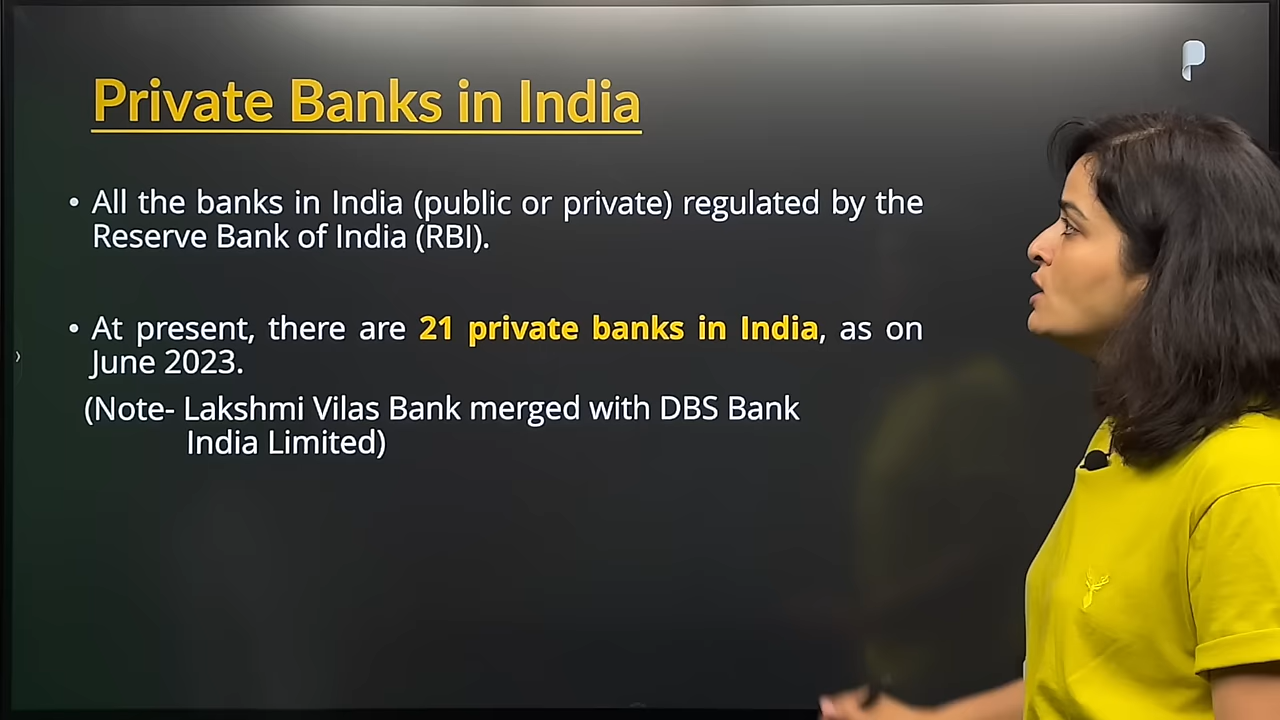 Private Banks in India
• All the banks in India (public or private) regulated by the
Reserve Bank of India (RBI).
• At present, there are 21 private banks in India, as on
June 2023.
(Note- Lakshmi Vilas Bank merged with DBS Bank
India Limited)